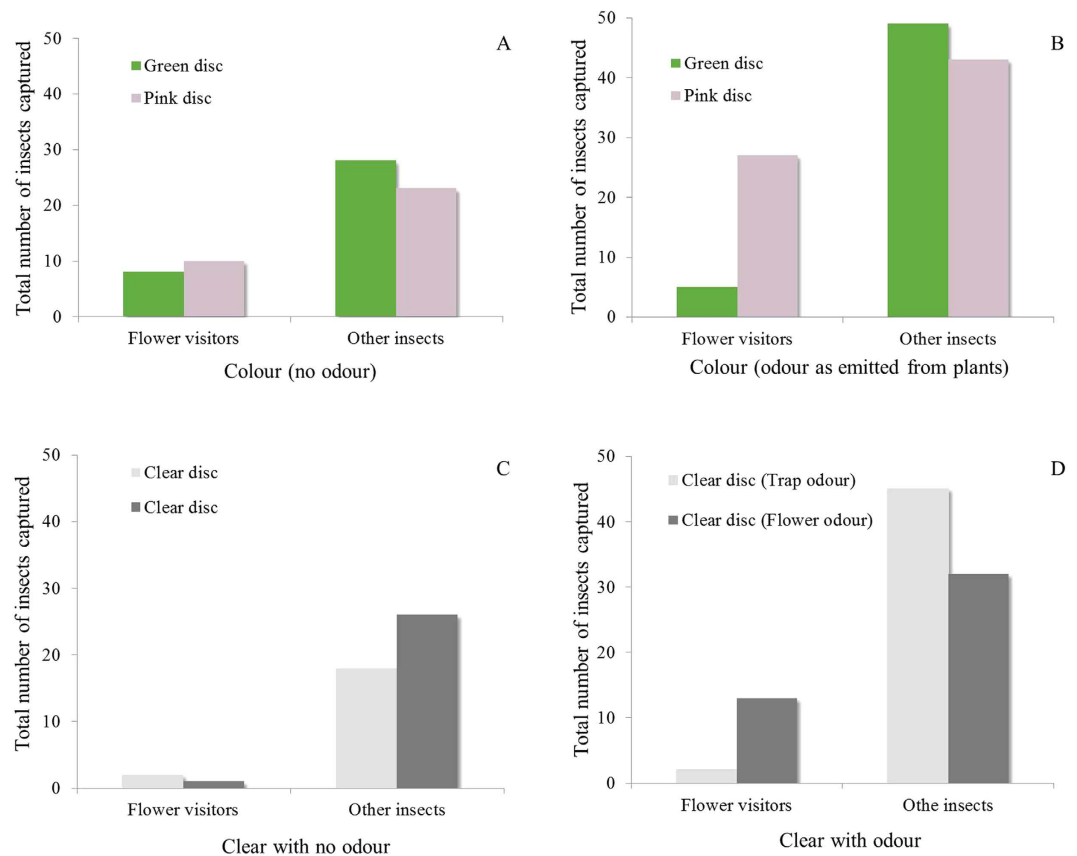 A
Total number of insects captured
50
40
30
20
10
0
Green disc
Pink disc
Flower visitors
Other insects
Colour (no odour)
B
Total number of insects captured
50
40
30
20
10
0
Green disc
Pink disc
Flower visitors
Other insects
Colour (odour as emitted from plants)
C
Total number of insects captured
50
40
30
20
10
0
Clear disc
Clear disc
Flower visitors
Other insects
Clear with no odour
D
Total number of insects captured
50
40
30
20
10
0
Clear disc (Trap odour)
Clear disc (Flower odour)
Flower visitors
Othe insects
Clear with odour